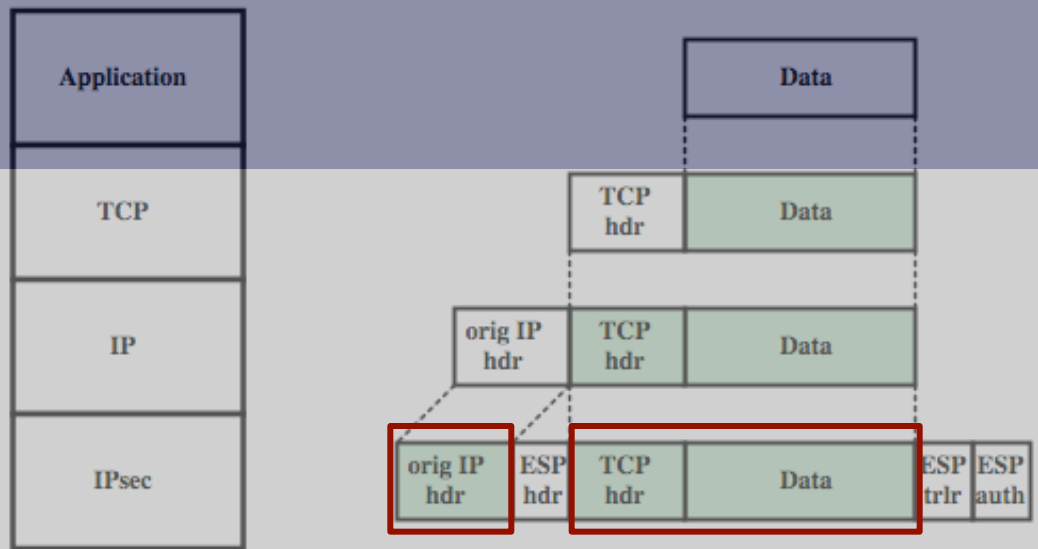 Application
Data
TCP
TCP
hdr
Data
IP
orig IP
hdr
TCP
hdr
Data
IPsec
orig IP
hdr
ESP
hdr
TCP
hdr
Data
ESP
trlr
ESP
auth